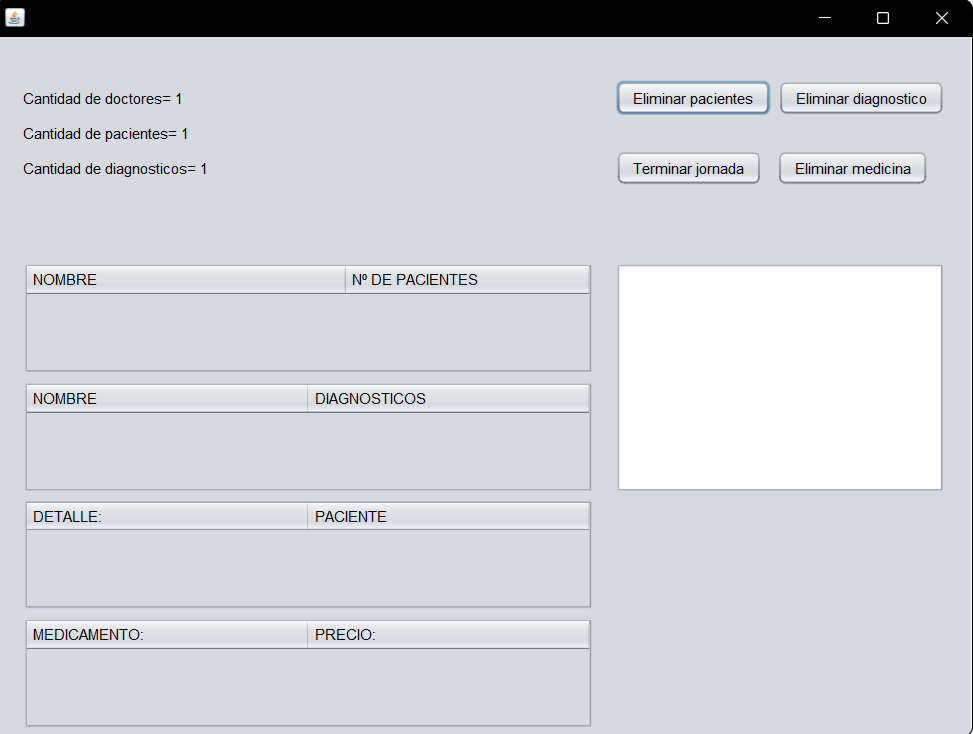 Cantidad de doctores= 1
Eliminar pacientes
Eliminar diagnostico
Cantidad de pacientes= 1
Cantidad de diagnosticos= 1
Terminar jornada
Eliminar medicina
NOMBRE
Nº DE PACIENTES
NOMBRE
DIAGNOSTICOS
DETALLE:
PACIENTE
MEDICAMENTO:
PRECIO: